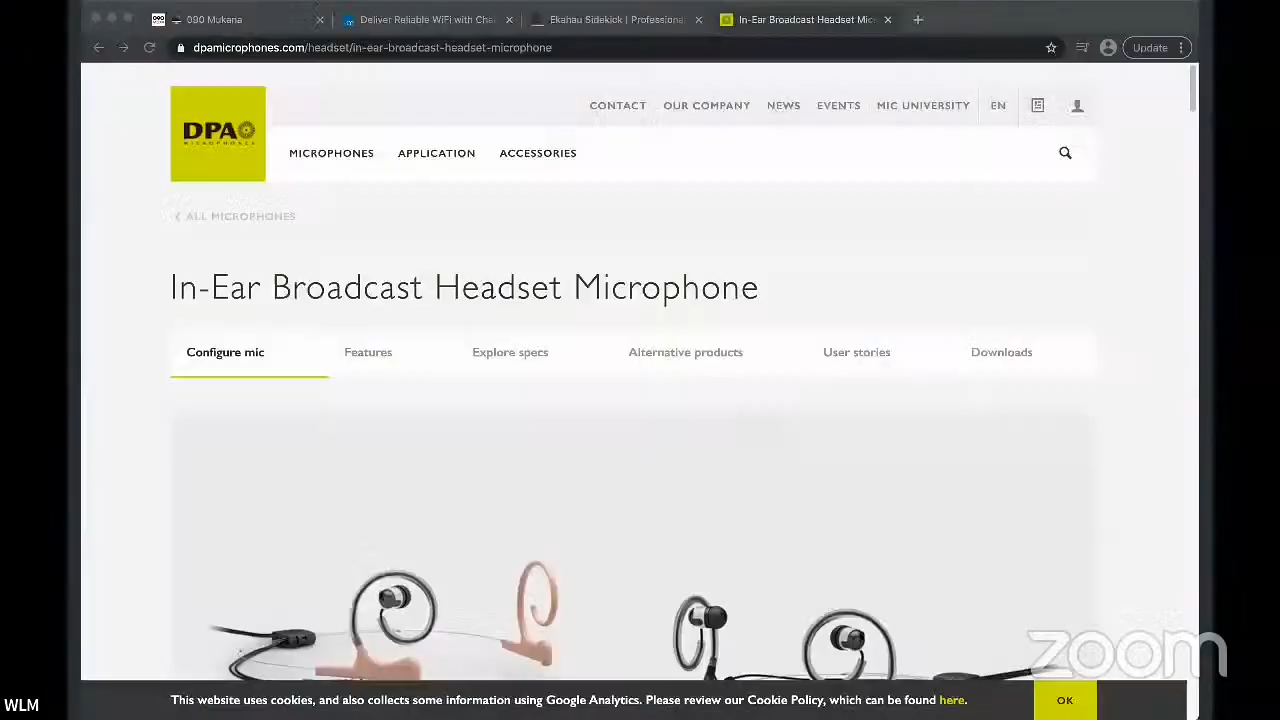 090 Mukana
Deliver Reliable WiFi with Cha
Ekahau Sidekick | Professional
In-Ear Broadcast Headset Mic
dpamicrophones.com/headset/in-ear-broadcast-headset-microphone
Update
DPA
MICROPHONES
CONTACT OUR COMPANY NEWS EVENTS MIC UNIVERSITY EN
MICROPHONES APPLICATION ACCESSORIES
ALL MICROPHONES
In-Ear Broadcast Headset Microphone
Configure mic Features Explore specs Alternative products User stories Downloads
zoom
This website uses cookies, and also collects some information using Google Analytics. Please review our Cookie Policy, which can be found here.
OK
WLM